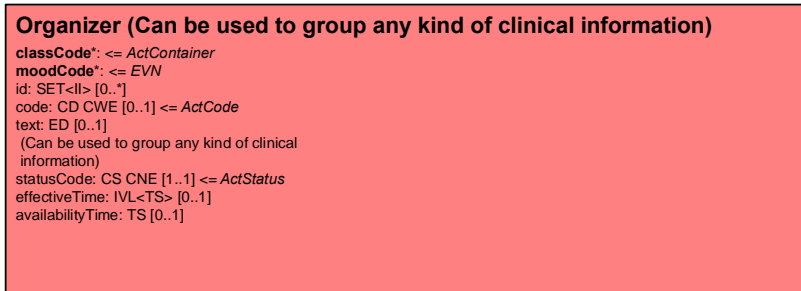 Organizer (Can be used to group any kind of clinical information)
classCode*: <= ActContainer
moodCode*: <= EVN
id: SET<II> [0..*]
code: CD CWE [0..1] <= ActCode
text: ED [0..1]
(Can be used to group any kind of clinical
information)
statusCode: CS CNE [1..1] <= ActStatus
effectiveTime: IVL<TS> [0..1]
availabilityTime: TS [0..1]